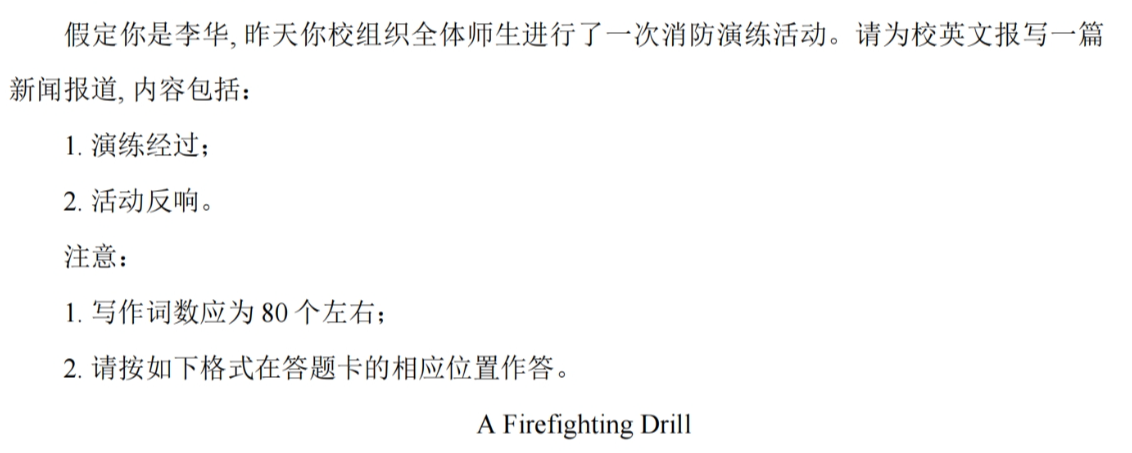 假定你是李华, 昨天你校组织全体师生进行了一次消防演练活动。请为校英文报写一篇
新闻报道, 内容包括：
1. 演练经过；
2. 活动反响。
注意：
1. 写作词数应为 80 个左右；
2. 请按如下格式在答题卡的相应位置作答。
A Firefighting Drill